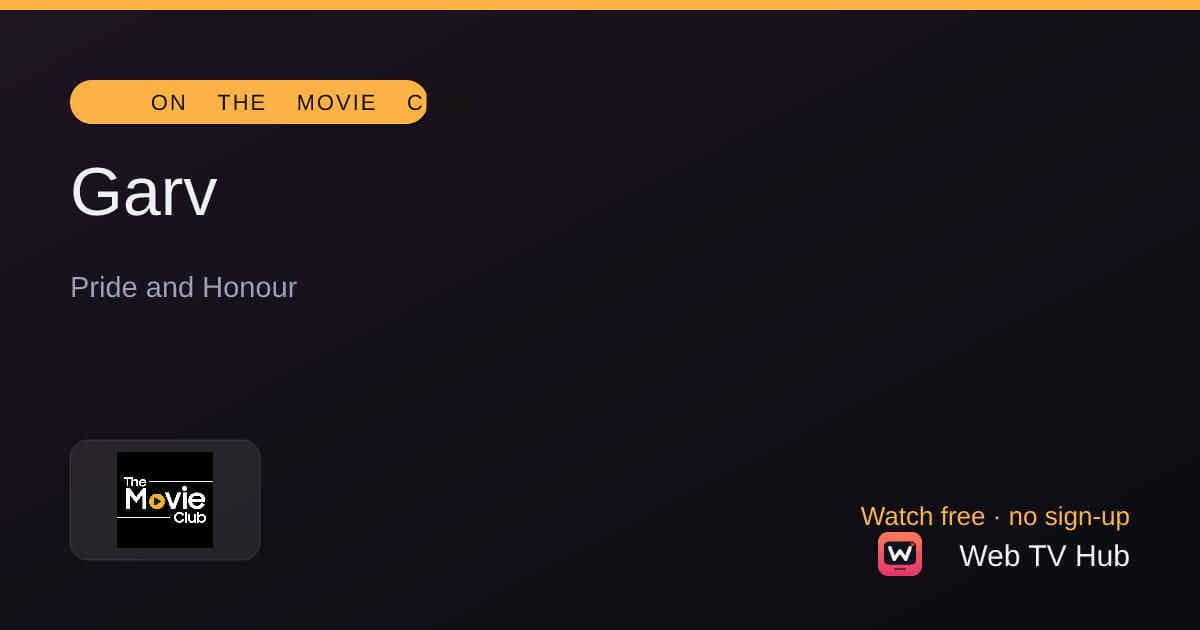 ON THE MOVIE C
Garv
Pride and Honour
The
Movie
Club
Watch free · no sign-up
W
Web TV Hub